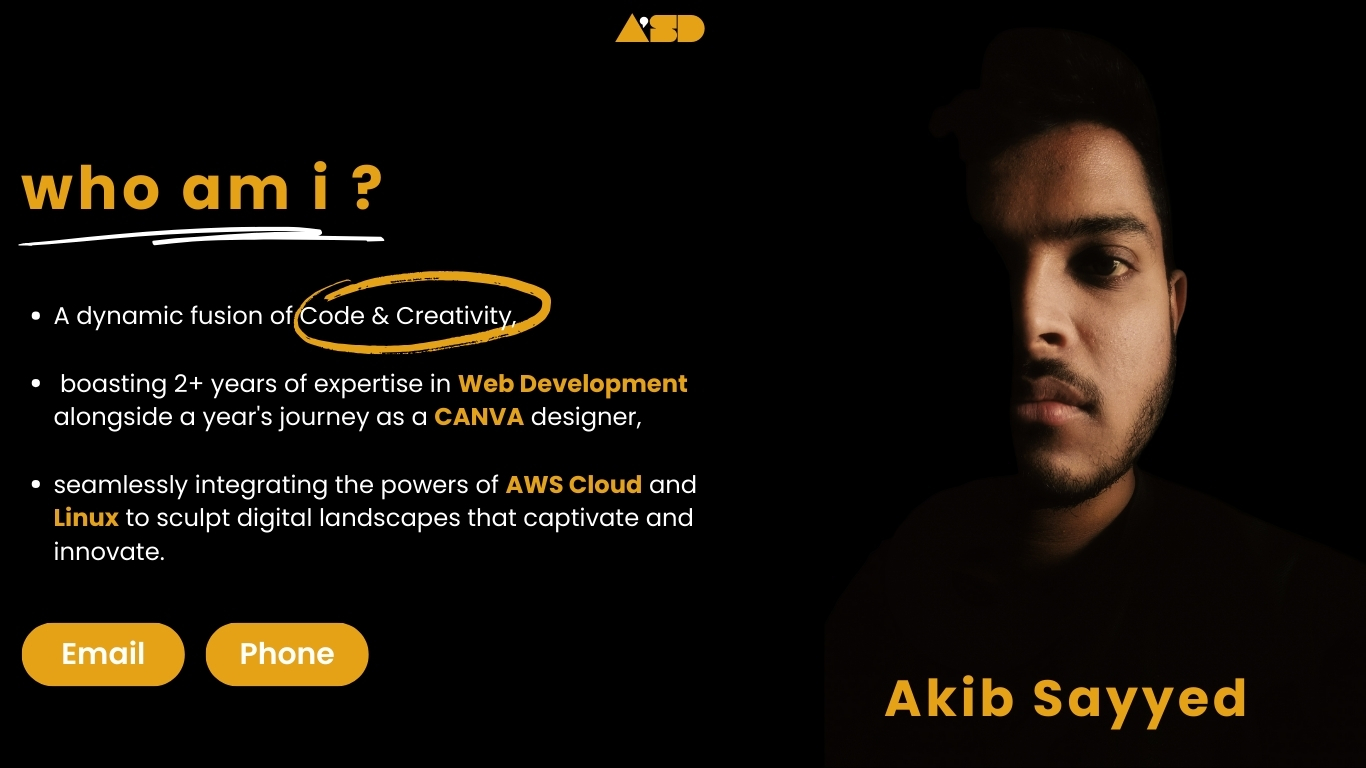 A'SD
who am i ?
A dynamic fusion of Code & Creativity,
boasting 2+ years of expertise in Web Development
alongside a year's journey as a CANVA designer,
seamlessly integrating the powers of AWS Cloud and
Linux to sculpt digital landscapes that captivate and
innovate.
Email Phone
Akib Sayyed